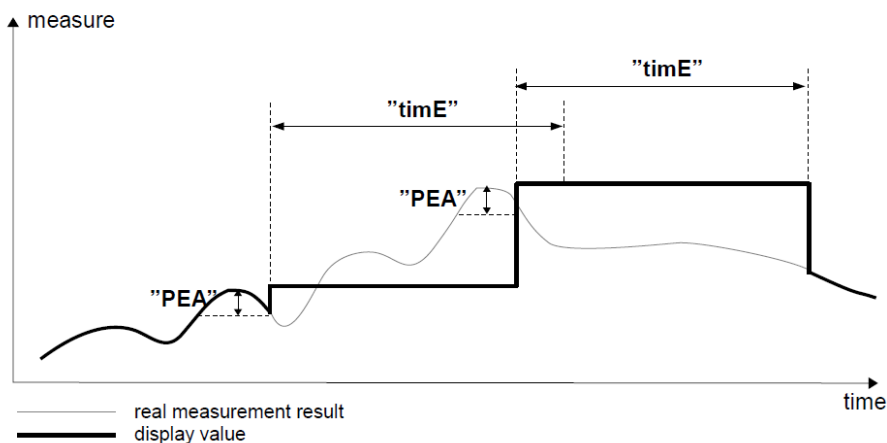 measure
”timE”
”timE”
”PEA”
”PEA”
time
real measurement result
display value